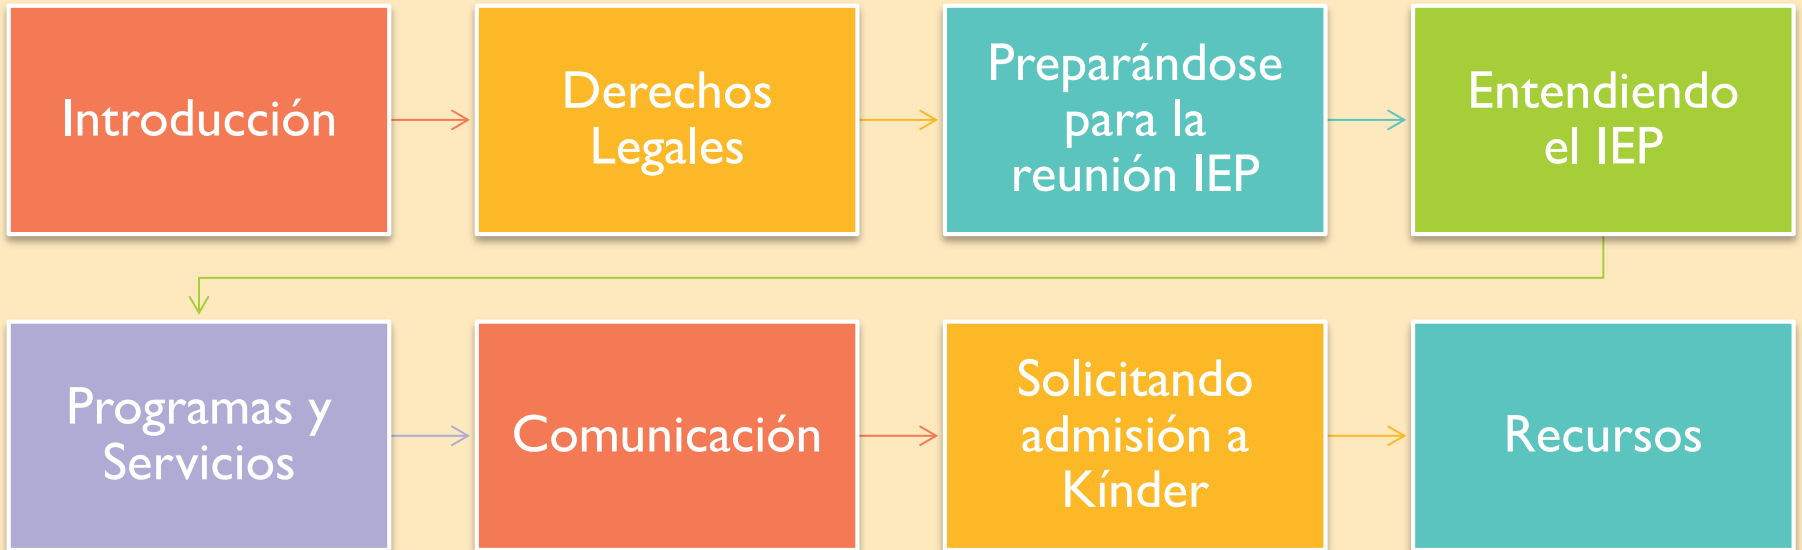 Introducción
Derechos
Legales
Preparándose
para la
reunión IEP
Entendiendo
el IEP
Programas y
Servicios
Comunicación
Solicitando
admisión a
Kínder
Recursos